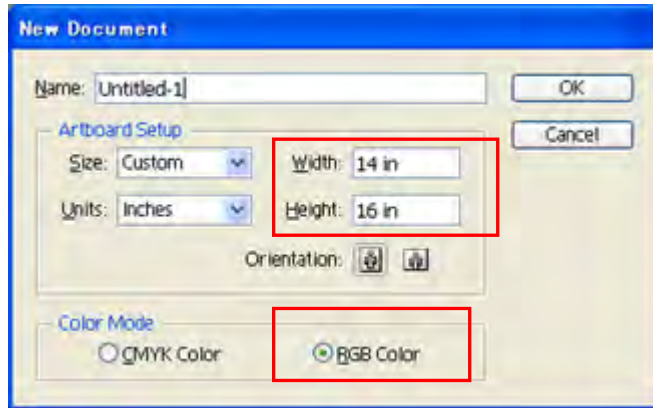 New Document
Name: Untitled-1
OK
Artboard Setup
Cancel
Size: Custom
Width: 14 in
Units: Inches
Height: 16 in
Orientation:
Color Mode
CMYK Color
RGB Color